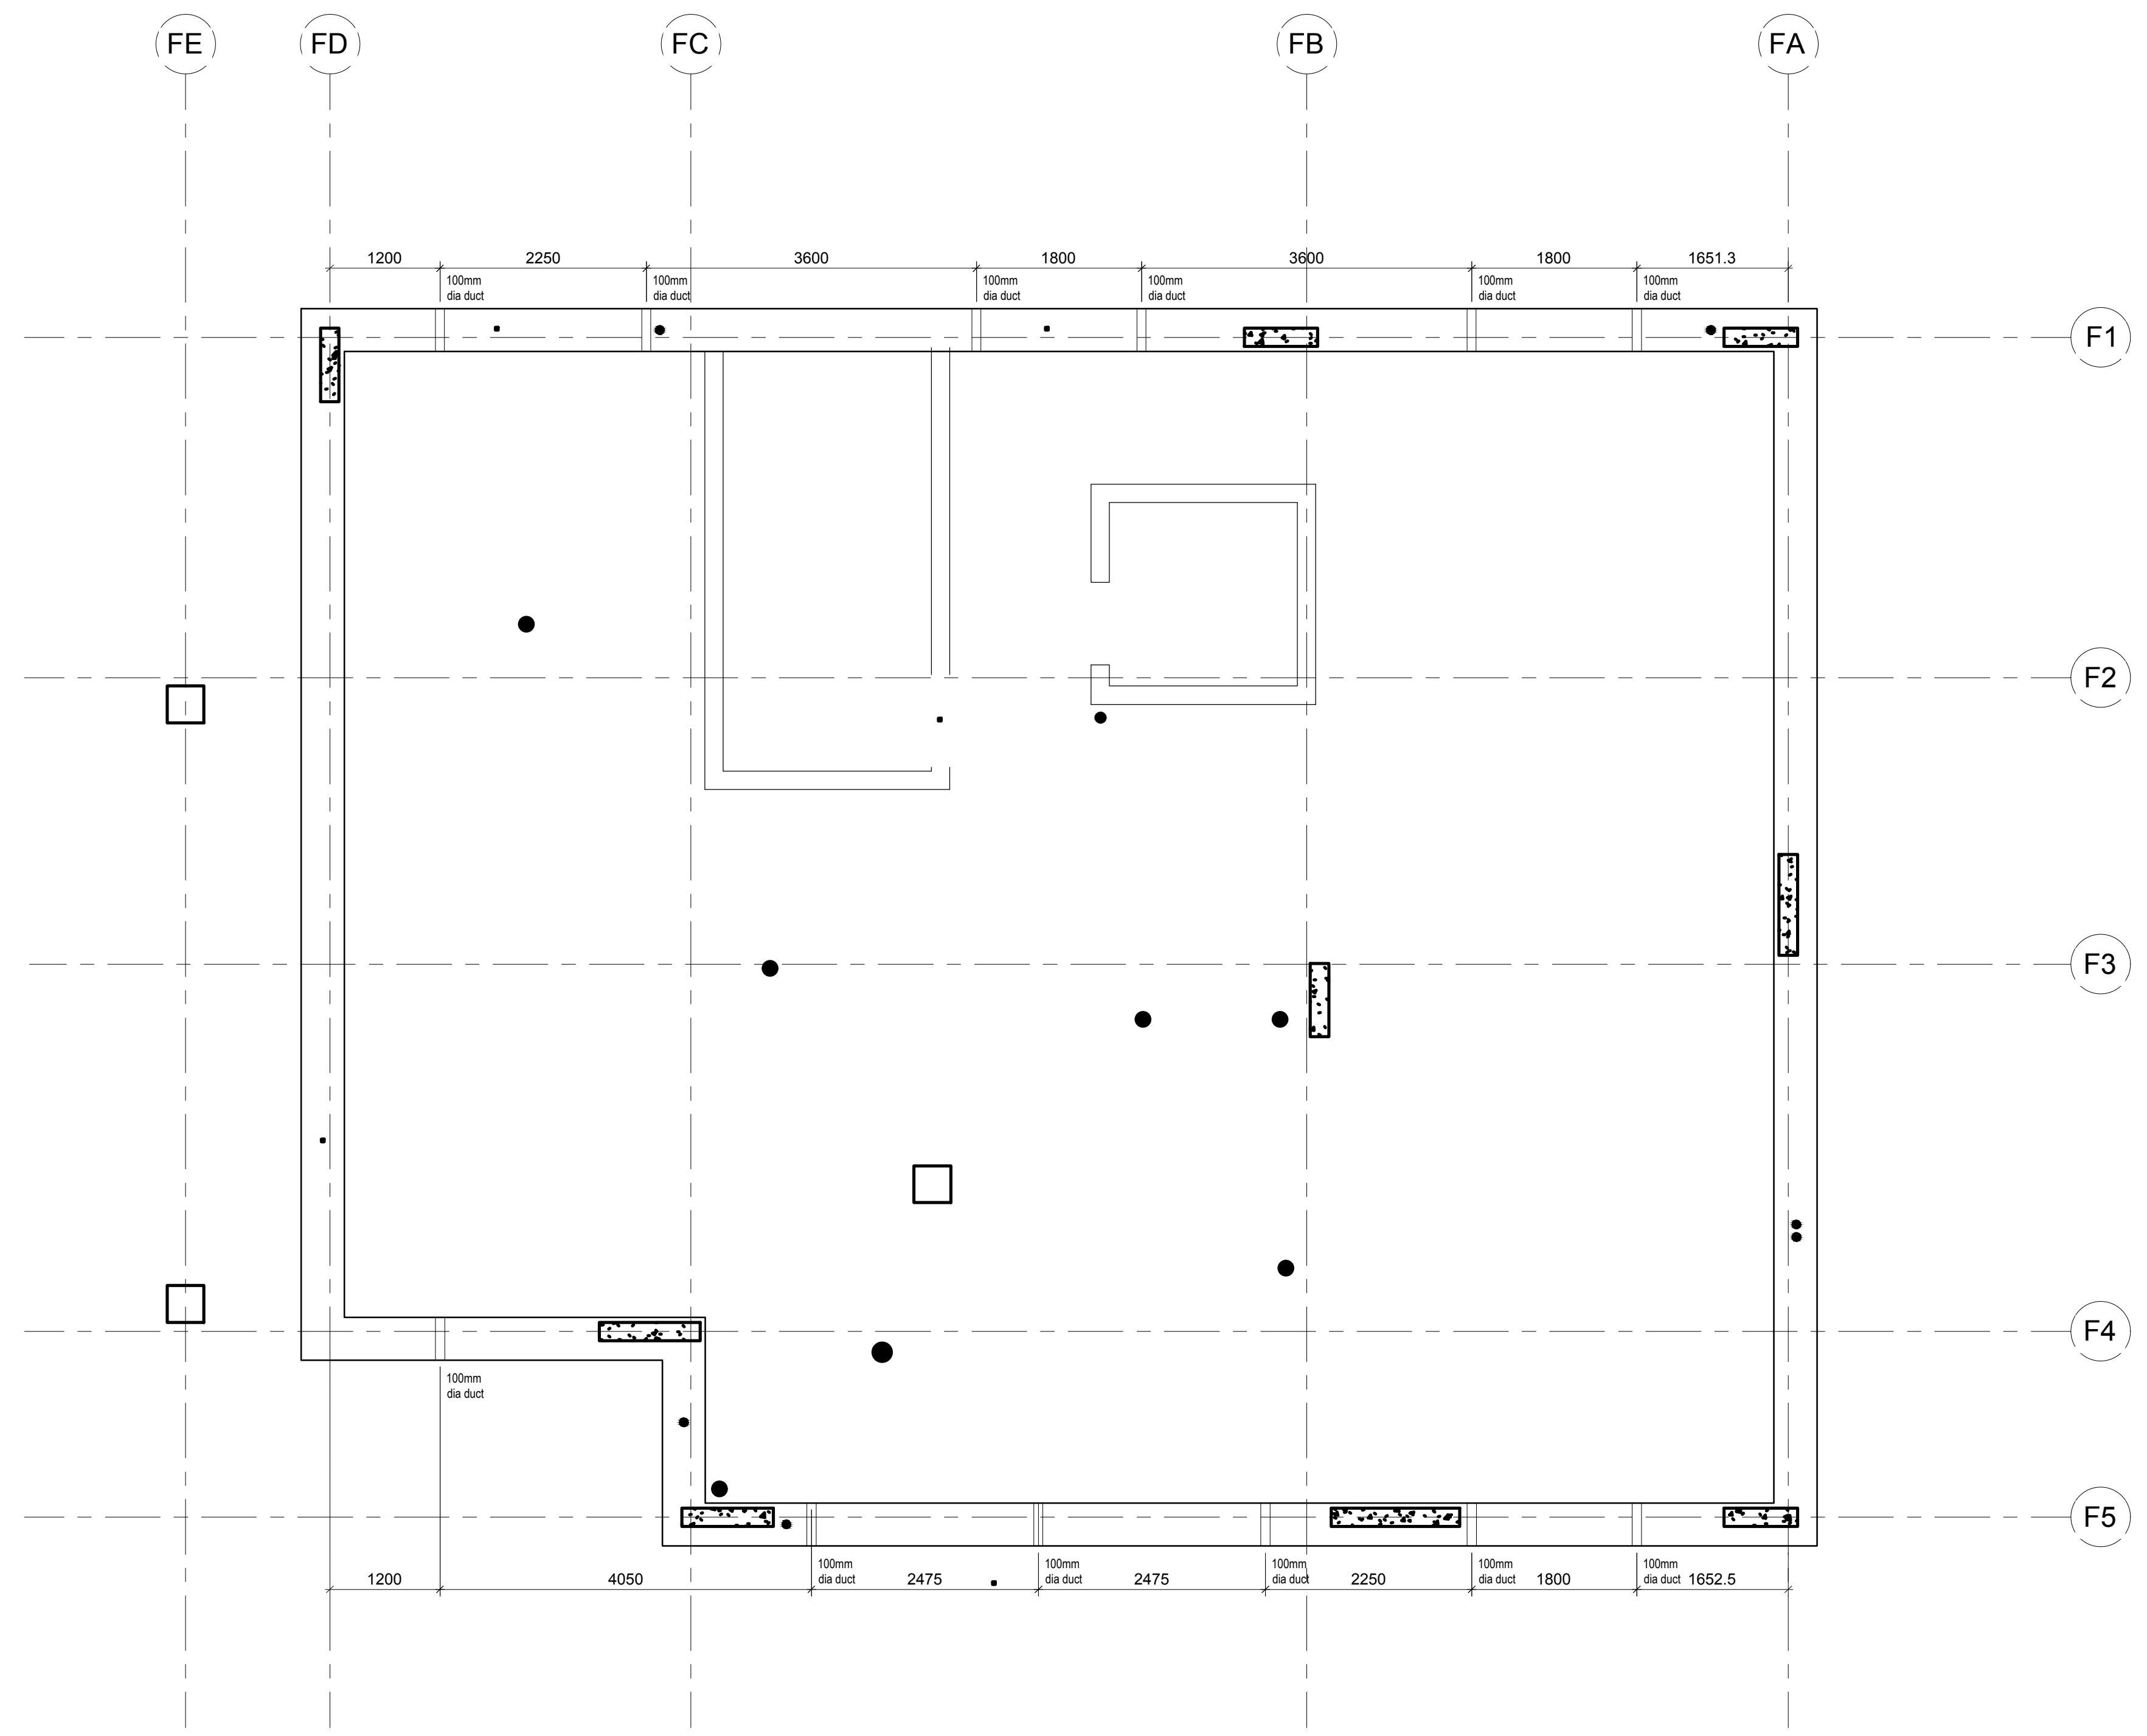 FE FD FC FB FA
1200 2250 3600 1800 3600 1800 1651.3
100mm 100mm 100mm 100mm 100mm 100mm
dia duct dia duct dia duct dia duct dia duct dia duct
F1
F2
F3
F4
100mm
dia duct
F5
100mm 100mm 100mm 100mm 100mm
dia duct dia duct dia duct dia duct dia duct
1200 4050 2475 2475 2250 1800 1652.5